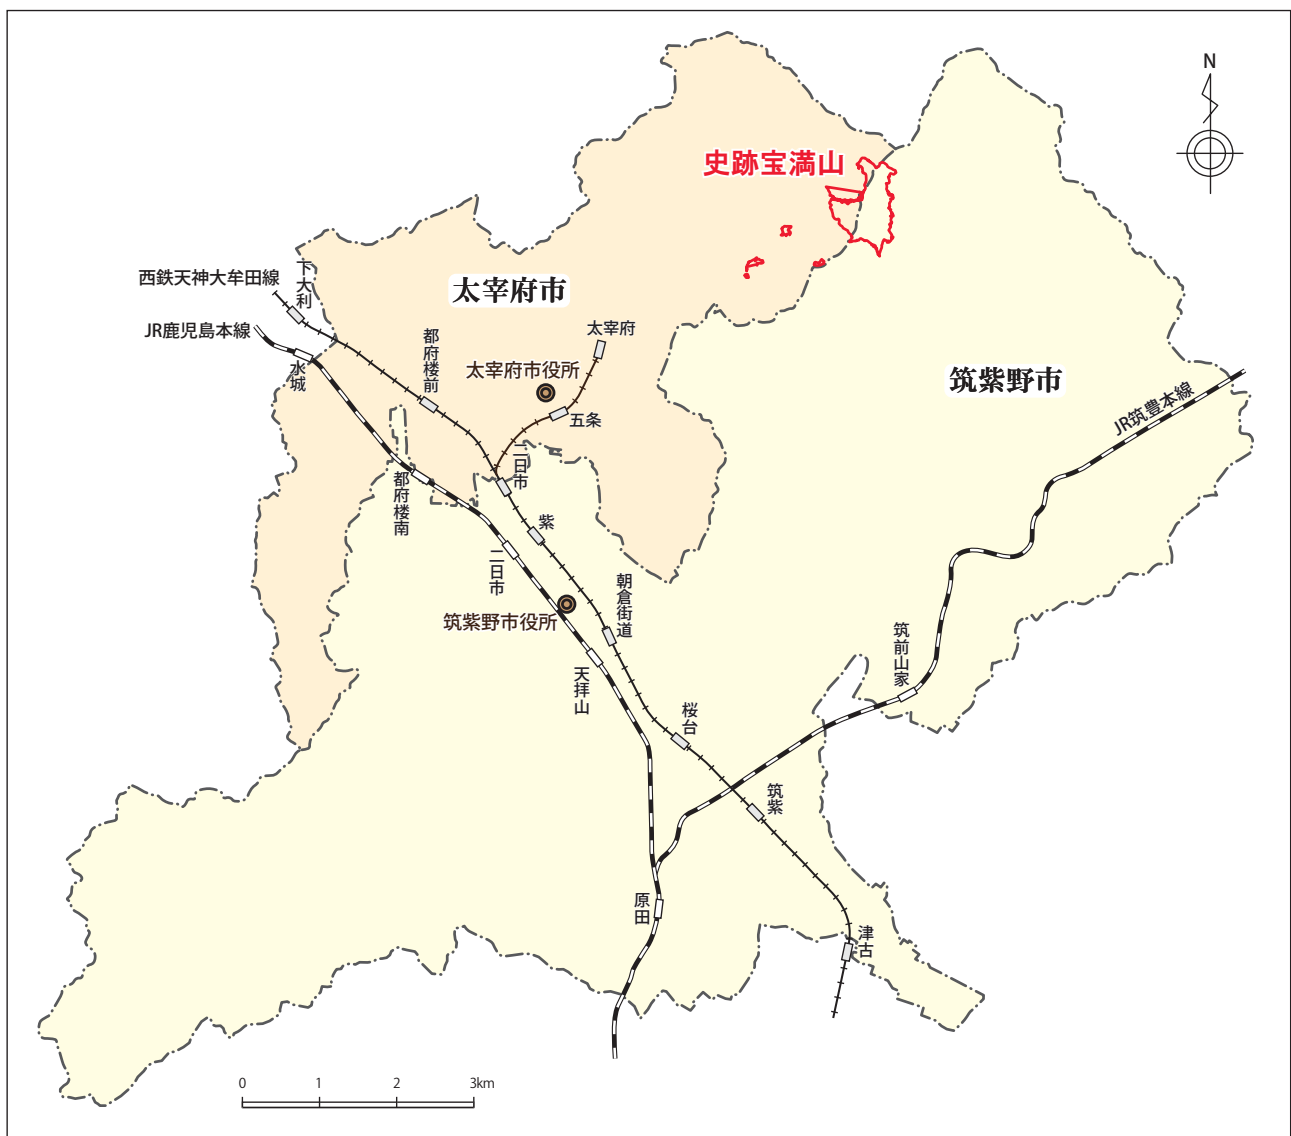 N
史跡宝満山
西鉄天神大牟田線
下大利
太宰府市
JR鹿児島本線
水城
都府楼前
太宰府
太宰府市役所
五条
筑紫野市
JR筑豊本線
二日市
都府楼南
紫
二日市
朝倉街道
筑紫野市役所
天拝山
筑前山家
桜台
筑紫
原田
津古
0 1 2 3km